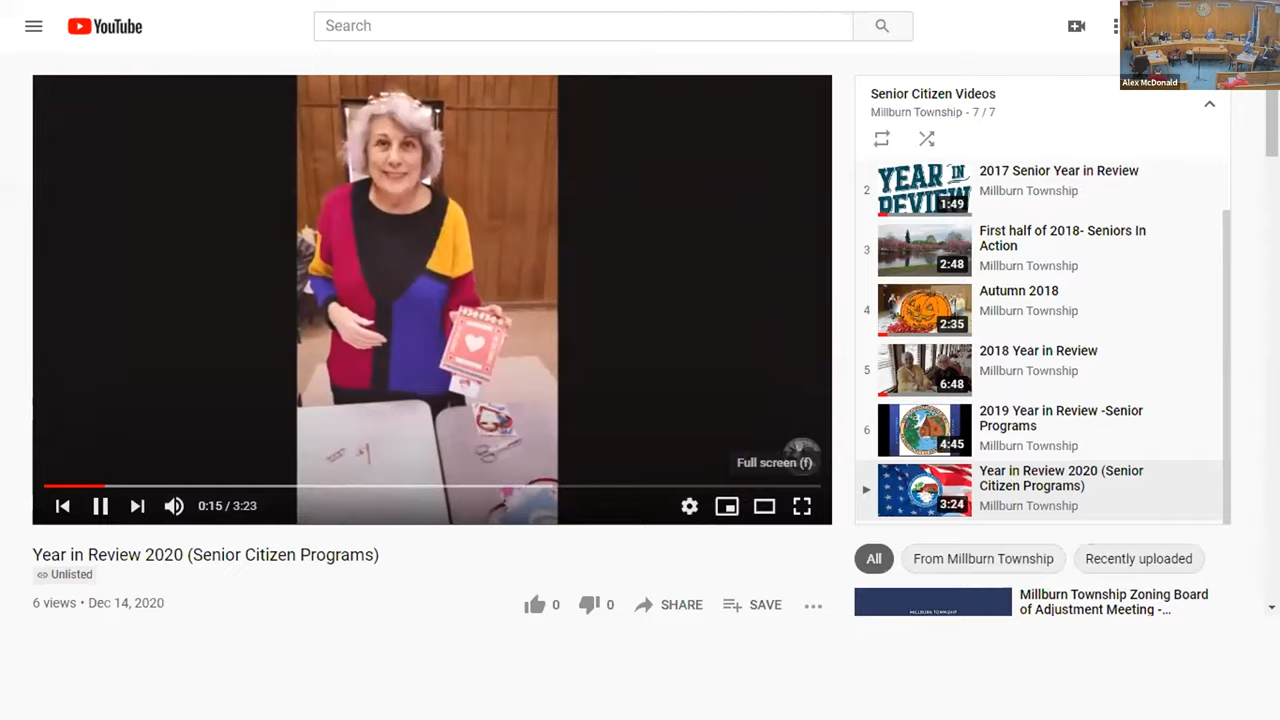 YouTube
Search
Alex McDonald
Full screen (f)
0:15 / 3:23
Year in Review 2020 (Senior Citizen Programs)
Unlisted
6 views • Dec 14, 2020
0
0
SHARE
SAVE
Senior Citizen Videos
Millburn Township - 7 / 7
2
YEAR IN
REVIEW
1:49
2017 Senior Year in Review
Millburn Township
3
2:48
First half of 2018- Seniors In
Action
Millburn Township
4
2:35
Autumn 2018
Millburn Township
5
6:48
2018 Year in Review
Millburn Township
6
4:45
2019 Year in Review -Senior
Programs
Millburn Township
3:24
Year in Review 2020 (Senior
Citizen Programs)
Millburn Township
All
From Millburn Township
Recently uploaded
MILLBURN TOWNSHIP
Millburn Township Zoning Board
of Adjustment Meeting -...